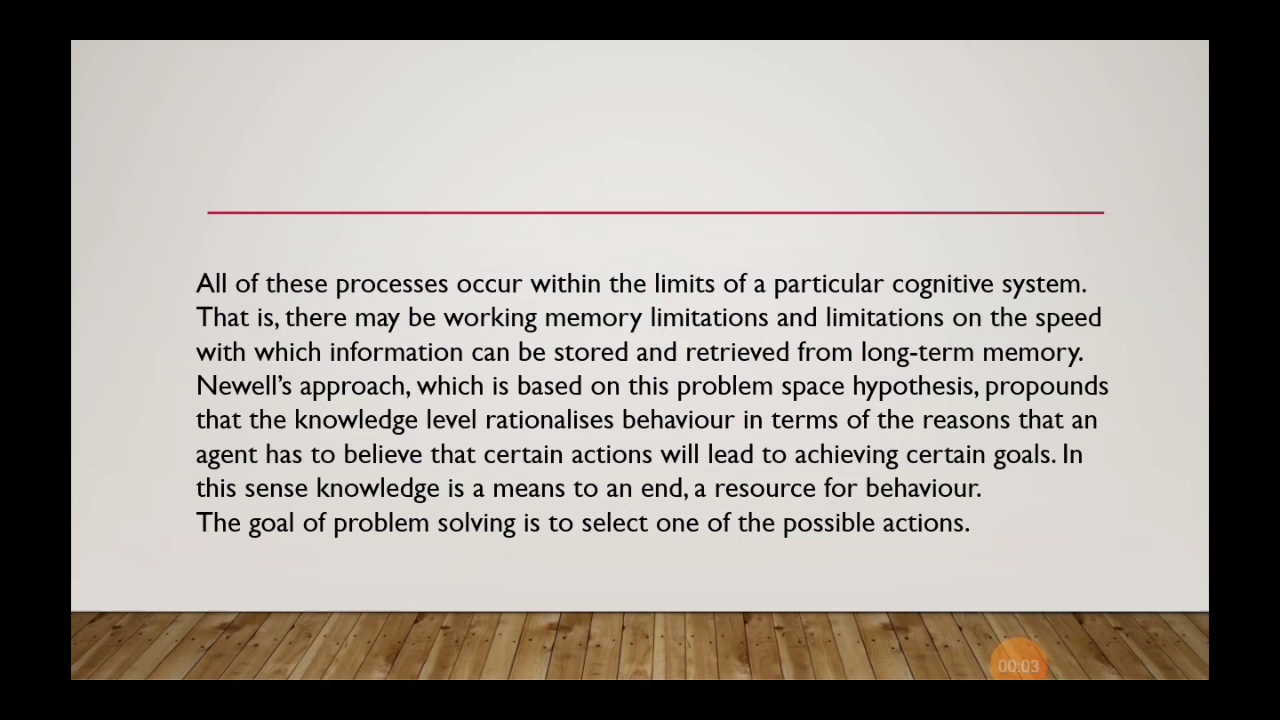 All of these processes occur within the limits of a particular cognitive system.
That is, there may be working memory limitations and limitations on the speed
with which information can be stored and retrieved from long-term memory.
Newell's approach, which is based on this problem space hypothesis, propounds
that the knowledge level rationalises behaviour in terms of the reasons that an
agent has to believe that certain actions will lead to achieving certain goals. In
this sense knowledge is a means to an end, a resource for behaviour.
The goal of problem solving is to select one of the possible actions.
00:03